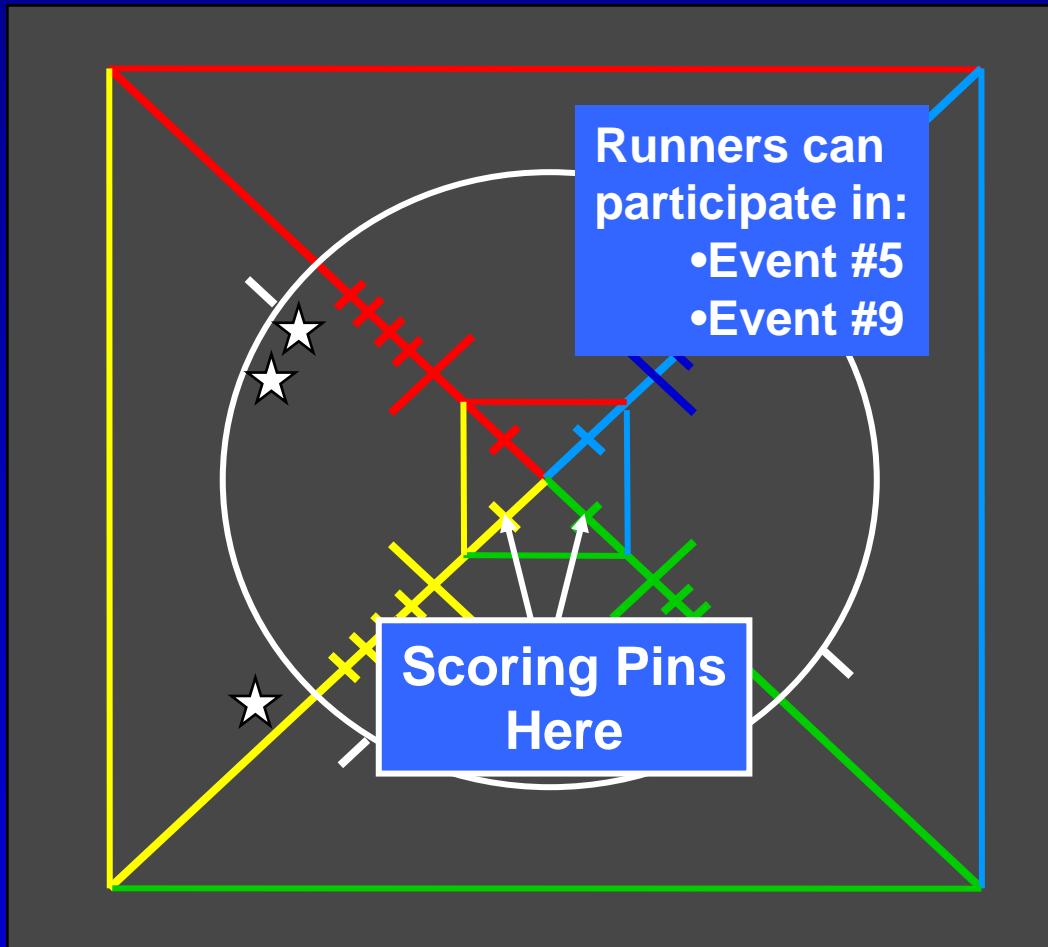 Runners can
participate in:
•Event #5
•Event #9
Scoring Pins
Here